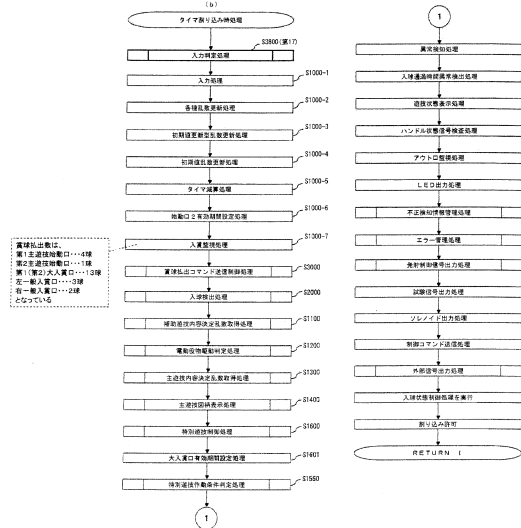 (b)
タイマ割り込み時処理
S3800(第17)
入力判定処理
S1000-1
入力処理
S1000-2
各種乱数更新処理
S1000-3
初期値更新型乱数更新処理
S1000-4
初期値乱数更新処理
S1000-5
タイマ減算処理
S1000-6
始動口2有効期間設定処理
S1000-7
入賞監視処理
賞球払出数は、
第1主遊技始動口・・・4球
第2主遊技始動口・・・1球
第1(第2)大入賞口・・・13球
左一般入賞口・・・・3球
右一般入賞口・・・2球
となっている
S3000
賞球払出コマンド送信制御処理
S2000
入球検出処理
S1100
補助遊技内容決定乱数取得処理
S1200
電動役物駆動判定処理
S1300
主遊技内容決定乱数取得処理
S1400
主遊技図柄表示処理
S1600
特別遊技制御処理
S1601
大入賞口有効期間設定処理
S1550
特別遊技作動条件判定処理
1
1
異常検知処理
入球通過時間異常検出処理
遊技状態表示処理
ハンドル状態信号検査処理
アウト口監視処理
LED出力処理
不正検知情報管理処理
エラー管理処理
発射制御信号出力処理
試験信号出力処理
ソレノイド出力処理
制御コマンド送信処理
外部信号出力処理
入球状態制御処理を実行
割り込み許可
RETURN I